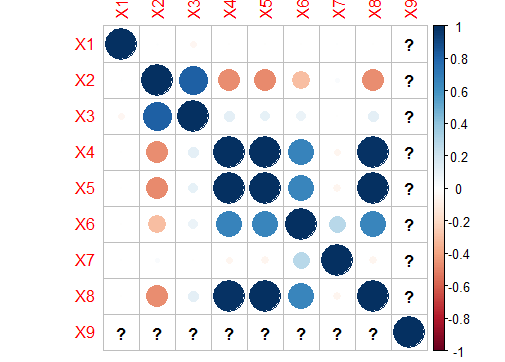 X1 X2 X3 X4 X5 X6 X7 X8 X9
1
X1 ?
0.8
X2 ?
0.6
X3 ?
0.4
X4 ?
0.2
X5 ?
0
X6 ?
-0.2
-0.4
X7 ?
-0.6
X8 ?
-0.8
X9 ? ? ? ? ? ? ? ?
-1